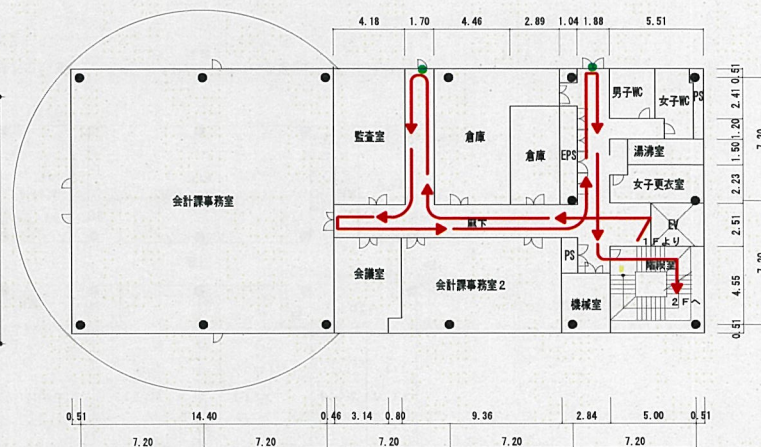 4.18 1.70 4.46 2.89 1.04 1.88 5.51
0.51
2.41
1.20
1.50
2.23
2.51
4.55
0.51
男子WC
女子WC
PS
監査室
倉庫
倉庫
EPS
湯沸室
女子更衣室
会計課事務室
廊下
EV
1Fより
階段室
PS
会議室
会計課事務室2
機械室
2Fへ
0.51 14.40 0.46 3.14 0.80 9.36 2.84 5.00 0.51
7.20 7.20 7.20 7.20 7.20